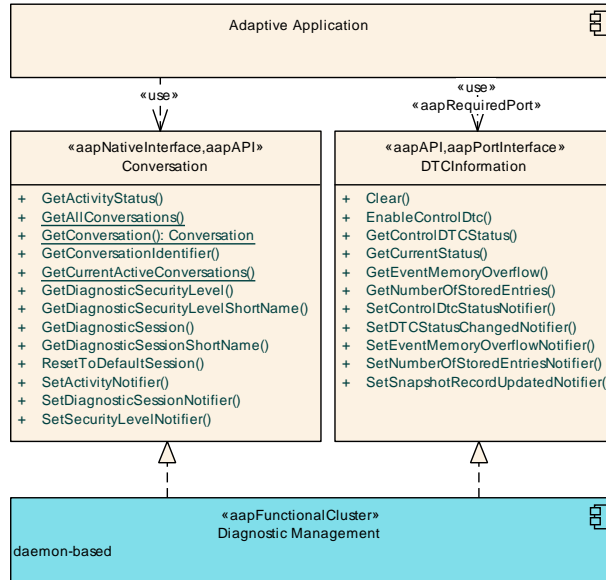 Adaptive Application
«use»
«use»
«aapRequiredPort»
«aapNativeInterface,aapAPI»
Conversation
+ GetActivityStatus()
+ GetAllConversations()
+ GetConversation(): Conversation
+ GetConversationIdentifier()
+ GetCurrentActiveConversations()
+ GetDiagnosticSecurityLevel()
+ GetDiagnosticSecurityLevelShortName()
+ GetDiagnosticSession()
+ GetDiagnosticSessionShortName()
+ ResetToDefaultSession()
+ SetActivityNotifier()
+ SetDiagnosticSessionNotifier()
+ SetSecurityLevelNotifier()
«aapAPI,aapPortInterface»
DTCInformation
+ Clear()
+ EnableControlDtc()
+ GetControlDTCStatus()
+ GetCurrentStatus()
+ GetEventMemoryOverflow()
+ GetNumberOfStoredEntries()
+ SetControlDtcStatusNotifier()
+ SetDTCStatusChangedNotifier()
+ SetEventMemoryOverflowNotifier()
+ SetNumberOfStoredEntriesNotifier()
+ SetSnapshotRecordUpdatedNotifier()
«aapFunctionalCluster»
Diagnostic Management
daemon-based